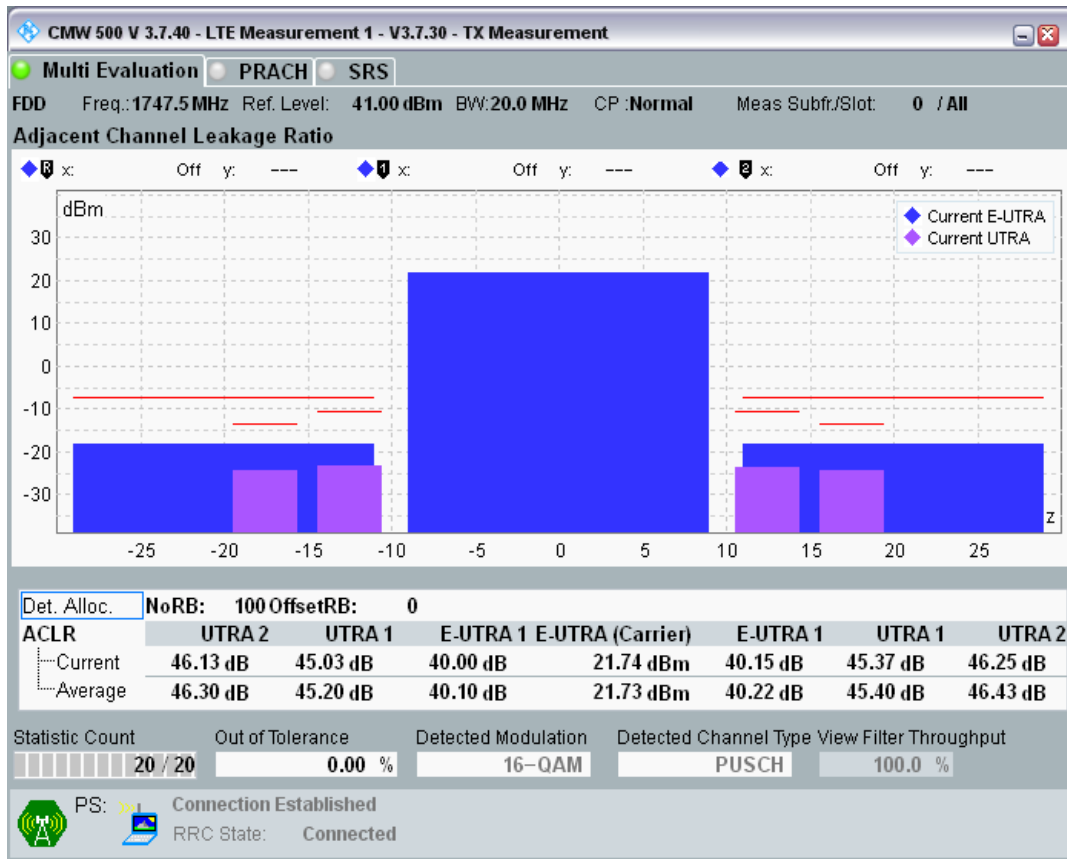 CMW 500 V 3.7.40 - LTE Measurement 1 - V3.7.30 - TX Measurement
Multi Evaluation PRACH SRS
FDD Freq.:1747.5 MHz Ref. Level: 41.00 dBm BW:20.0 MHz CP :Normal Meas Subfr./Slot: 0 / All
Adjacent Channel Leakage Ratio
R x: Off y: --- 1 x: Off y: --- 2 x: Off y: ---
dBm
Current E-UTRA
Current UTRA
30
20
10
0
-10
-20
-30
z
-25 -20 -15 -10 -5 0 5 10 15 20 25
Det. Alloc. NoRB: 100 OffsetRB: 0
ACLR UTRA 2 UTRA 1 E-UTRA 1 E-UTRA (Carrier) E-UTRA 1 UTRA 1 UTRA 2
Current 46.13 dB 45.03 dB 40.00 dB 21.74 dBm 40.15 dB 45.37 dB 46.25 dB
Average 46.30 dB 45.20 dB 40.10 dB 21.73 dBm 40.22 dB 45.40 dB 46.43 dB
Statistic Count Out of Tolerance Detected Modulation Detected Channel Type View Filter Throughput
20 / 20 0.00 % 16-QAM PUSCH 100.0 %
PS: Connection Established
RRC State: Connected